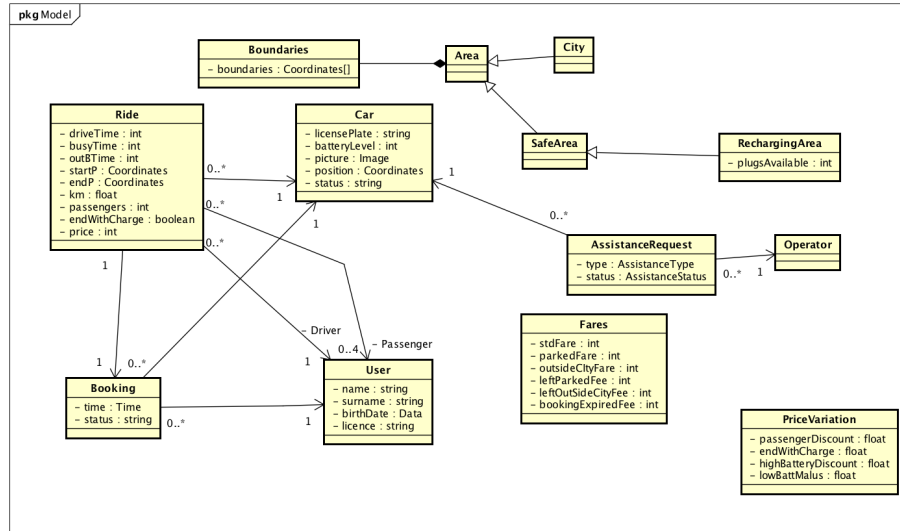 pkg Model
Boundaries
– boundaries : Coordinates[]
Area
City
Ride
– driveTime : int
– busyTime : int
– outBTime : int
– startP : Coordinates
– endP : Coordinates
– km : float
– passengers : int
– endWithCharge : boolean
– price : int
Car
– licensePlate : string
– batteryLevel : int
– picture : Image
– position : Coordinates
– status : string
SafeArea
RechargingArea
– plugsAvailable : int
0..*
1
0..*
1
0..*
1
1
0..*
AssistanceRequest
– type : AssistanceType
– status : AssistanceStatus
0..*
1
Operator
1
1
0..*
– Driver
1
– Passenger
0..4
Booking
– time : Time
– status : string
0..*
1
User
– name : string
– surname : string
– birthDate : Data
– licence : string
Fares
– stdFare : int
– parkedFare : int
– outsideCItyFare : int
– leftParkedFee : int
– leftOutSideCityFee : int
– bookingExpiredFee : int
PriceVariation
– passengerDiscount : float
– endWithCharge : float
– highBatteryDiscount : float
– lowBattMalus : float